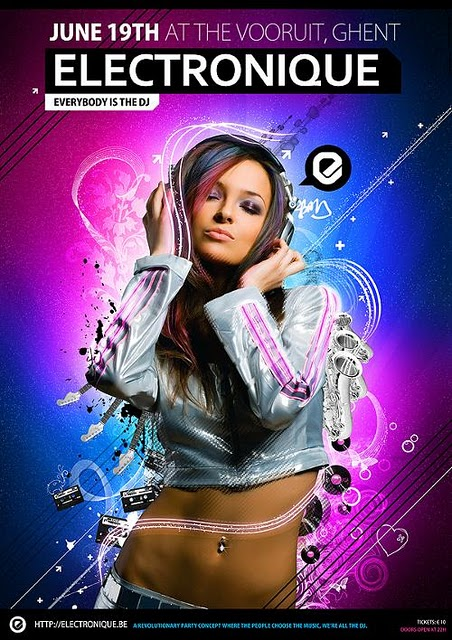 JUNE 19TH AT THE VOORUIT, GHENT
ELECTRONIQUE
EVERYBODY IS THE DJ
e
e HTTP://ELECTRONIQUE.BE A REVOLUTIONARY PARTY CONCEPT WHERE THE PEOPLE CHOOSE THE MUSIC, WE'RE ALL THE DJ.
TICKETS: € 10
DOORS OPEN AT 22H